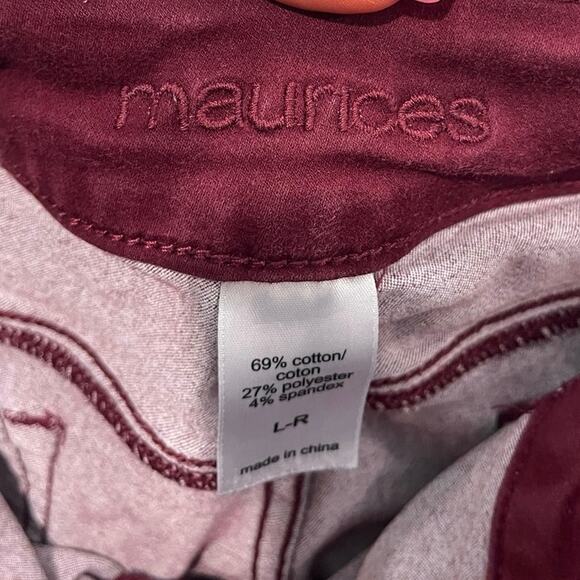 maurices
69% cotton/
coton
27% polyester
4% spandex
L-R
made in china